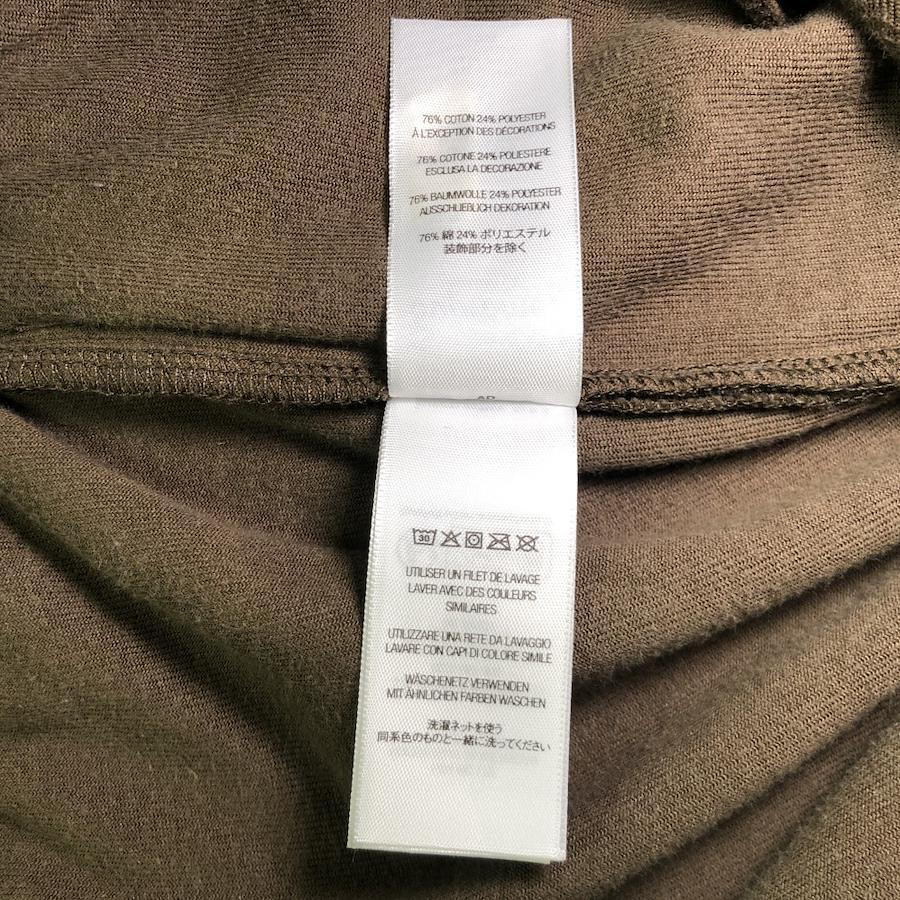 76% COTON 24% POLYESTER
À L'EXCEPTION DES DÉCORATIONS
76% COTONE 24% POLIESTERE
ESCLUSA LA DECORAZIONE
76% BAUMWOLLE 24% POLYESTER
AUSSCHLIEBLICH DEKORATION
76% 綿 24% ポリエステル
装飾部分を除く
30
UTILISER UN FILET DE LAVAGE
LAVER AVEC DES COULEURS
SIMILAIRES
UTILIZZARE UNA RETE DA LAVAGGIO
LAVARE CON CAPI DI COLORE SIMILE
WÄSCHENETZ VERWENDEN
MIT ÄHNLICHEN FARBEN WASCHEN
洗濯ネットを使う
同系色のものと一緒に洗ってください